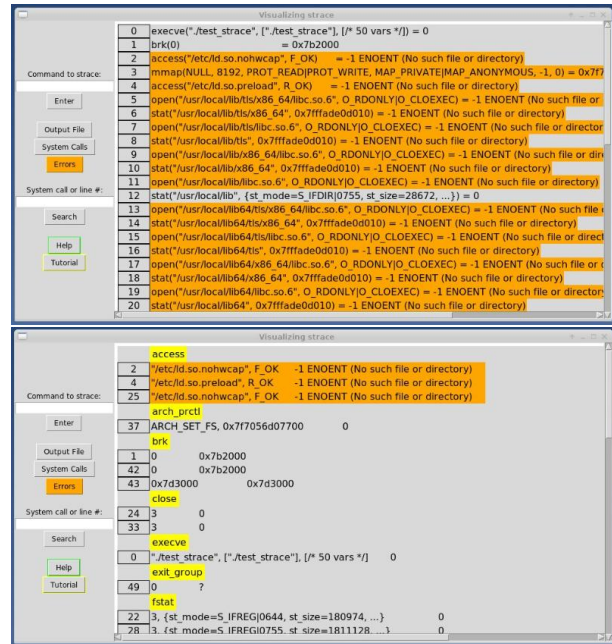 Visualizing strace
Command to strace:
Enter
Output File
System Calls
Errors
System call or line #:
Search
Help
Tutorial
0 execve("./test_strace", ["./test_strace"], [/* 50 vars */]) = 0
1 brk(0) = 0x7b2000
2 access("/etc/ld.so.nohwcap", F_OK) = -1 ENOENT (No such file or directory)
3 mmap(NULL, 8192, PROT_READ|PROT_WRITE, MAP_PRIVATE|MAP_ANONYMOUS, -1, 0) = 0x7f7
4 access("/etc/ld.so.preload", R_OK) = -1 ENOENT (No such file or directory)
5 open("/usr/local/lib/tls/x86_64/libc.so.6", O_RDONLY|O_CLOEXEC) = -1 ENOENT (No such file or
6 stat("/usr/local/lib/tls/x86_64", 0x7fffade0d010) = -1 ENOENT (No such file or directory)
7 open("/usr/local/lib/tls/libc.so.6", O_RDONLY|O_CLOEXEC) = -1 ENOENT (No such file or director
8 stat("/usr/local/lib/tls", 0x7fffade0d010) = -1 ENOENT (No such file or directory)
9 open("/usr/local/lib/x86_64/libc.so.6", O_RDONLY|O_CLOEXEC) = -1 ENOENT (No such file or dir
10 stat("/usr/local/lib/x86_64", 0x7fffade0d010) = -1 ENOENT (No such file or directory)
11 open("/usr/local/lib/libc.so.6", O_RDONLY|O_CLOEXEC) = -1 ENOENT (No such file or directory)
12 stat("/usr/local/lib", {st_mode=S_IFDIR|0755, st_size=28672, ...}) = 0
13 open("/usr/local/lib64/tls/x86_64/libc.so.6", O_RDONLY|O_CLOEXEC) = -1 ENOENT (No such file
14 stat("/usr/local/lib64/tls/x86_64", 0x7fffade0d010) = -1 ENOENT (No such file or directory)
15 open("/usr/local/lib64/tls/libc.so.6", O_RDONLY|O_CLOEXEC) = -1 ENOENT (No such file or direct
16 stat("/usr/local/lib64/tls", 0x7fffade0d010) = -1 ENOENT (No such file or directory)
17 open("/usr/local/lib64/x86_64/libc.so.6", O_RDONLY|O_CLOEXEC) = -1 ENOENT (No such file or
18 stat("/usr/local/lib64/x86_64", 0x7fffade0d010) = -1 ENOENT (No such file or directory)
19 open("/usr/local/lib64/libc.so.6", O_RDONLY|O_CLOEXEC) = -1 ENOENT (No such file or directory
20 stat("/usr/local/lib64", 0x7fffade0d010) = -1 ENOENT (No such file or directory)
Visualizing strace
Command to strace:
Enter
Output File
System Calls
Errors
System call or line #:
Search
Help
Tutorial
access
2 "/etc/ld.so.nohwcap", F_OK -1 ENOENT (No such file or directory)
4 "/etc/ld.so.preload", R_OK -1 ENOENT (No such file or directory)
25 "/etc/ld.so.nohwcap", F_OK -1 ENOENT (No such file or directory)
arch_prctl
37 ARCH_SET_FS, 0x7f7056d07700 0
brk
1 0 0x7b2000
42 0 0x7b2000
43 0x7d3000 0x7d3000
close
24 3 0
33 3 0
execve
0 "./test_strace", ["./test_strace"], [/* 50 vars */] 0
exit_group
49 0 ?
fstat
22 3, {st_mode=S_IFREG|0644, st_size=180974, ...} 0
28 3, {st_mode=S_IFREG|0755, st_size=1811128, ...} 0